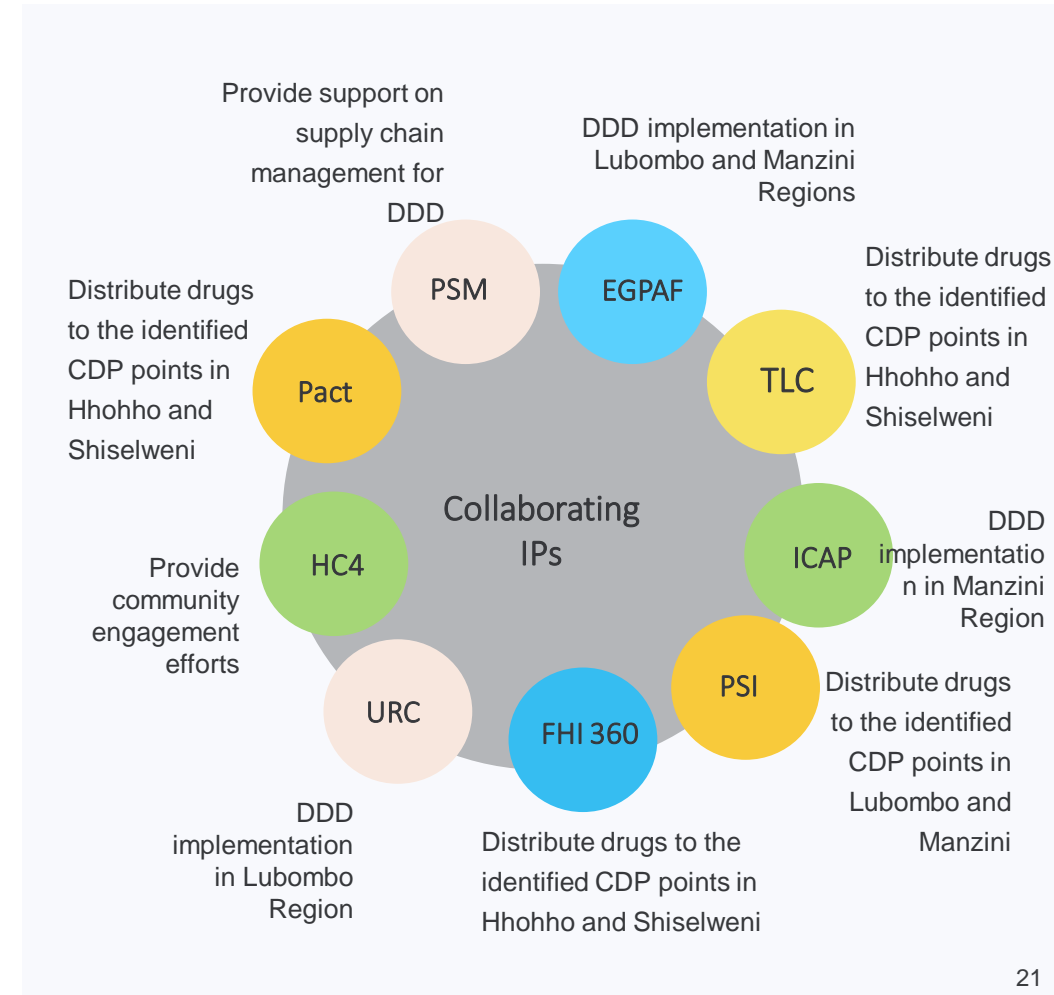 Provide support on
supply chain
management for
DDD
DDD implementation in
Lubombo and Manzini
Regions
PSM
EGPAF
Distribute drugs
to the identified
CDP points in
Hhohho and
Shiselweni
Pact
TLC
Distribute drugs
to the identified
CDP points in
Hhohho and
Shiselweni
Collaborating
IPs
HC4
Provide
community
engagement
efforts
ICAP
DDD
implementatio
n in Manzini
Region
URC
FHI 360
PSI
Distribute drugs
to the identified
CDP points in
Lubombo and
Manzini
DDD
implementation
in Lubombo
Region
Distribute drugs to the
identified CDP points in
Hhohho and Shiselweni
21